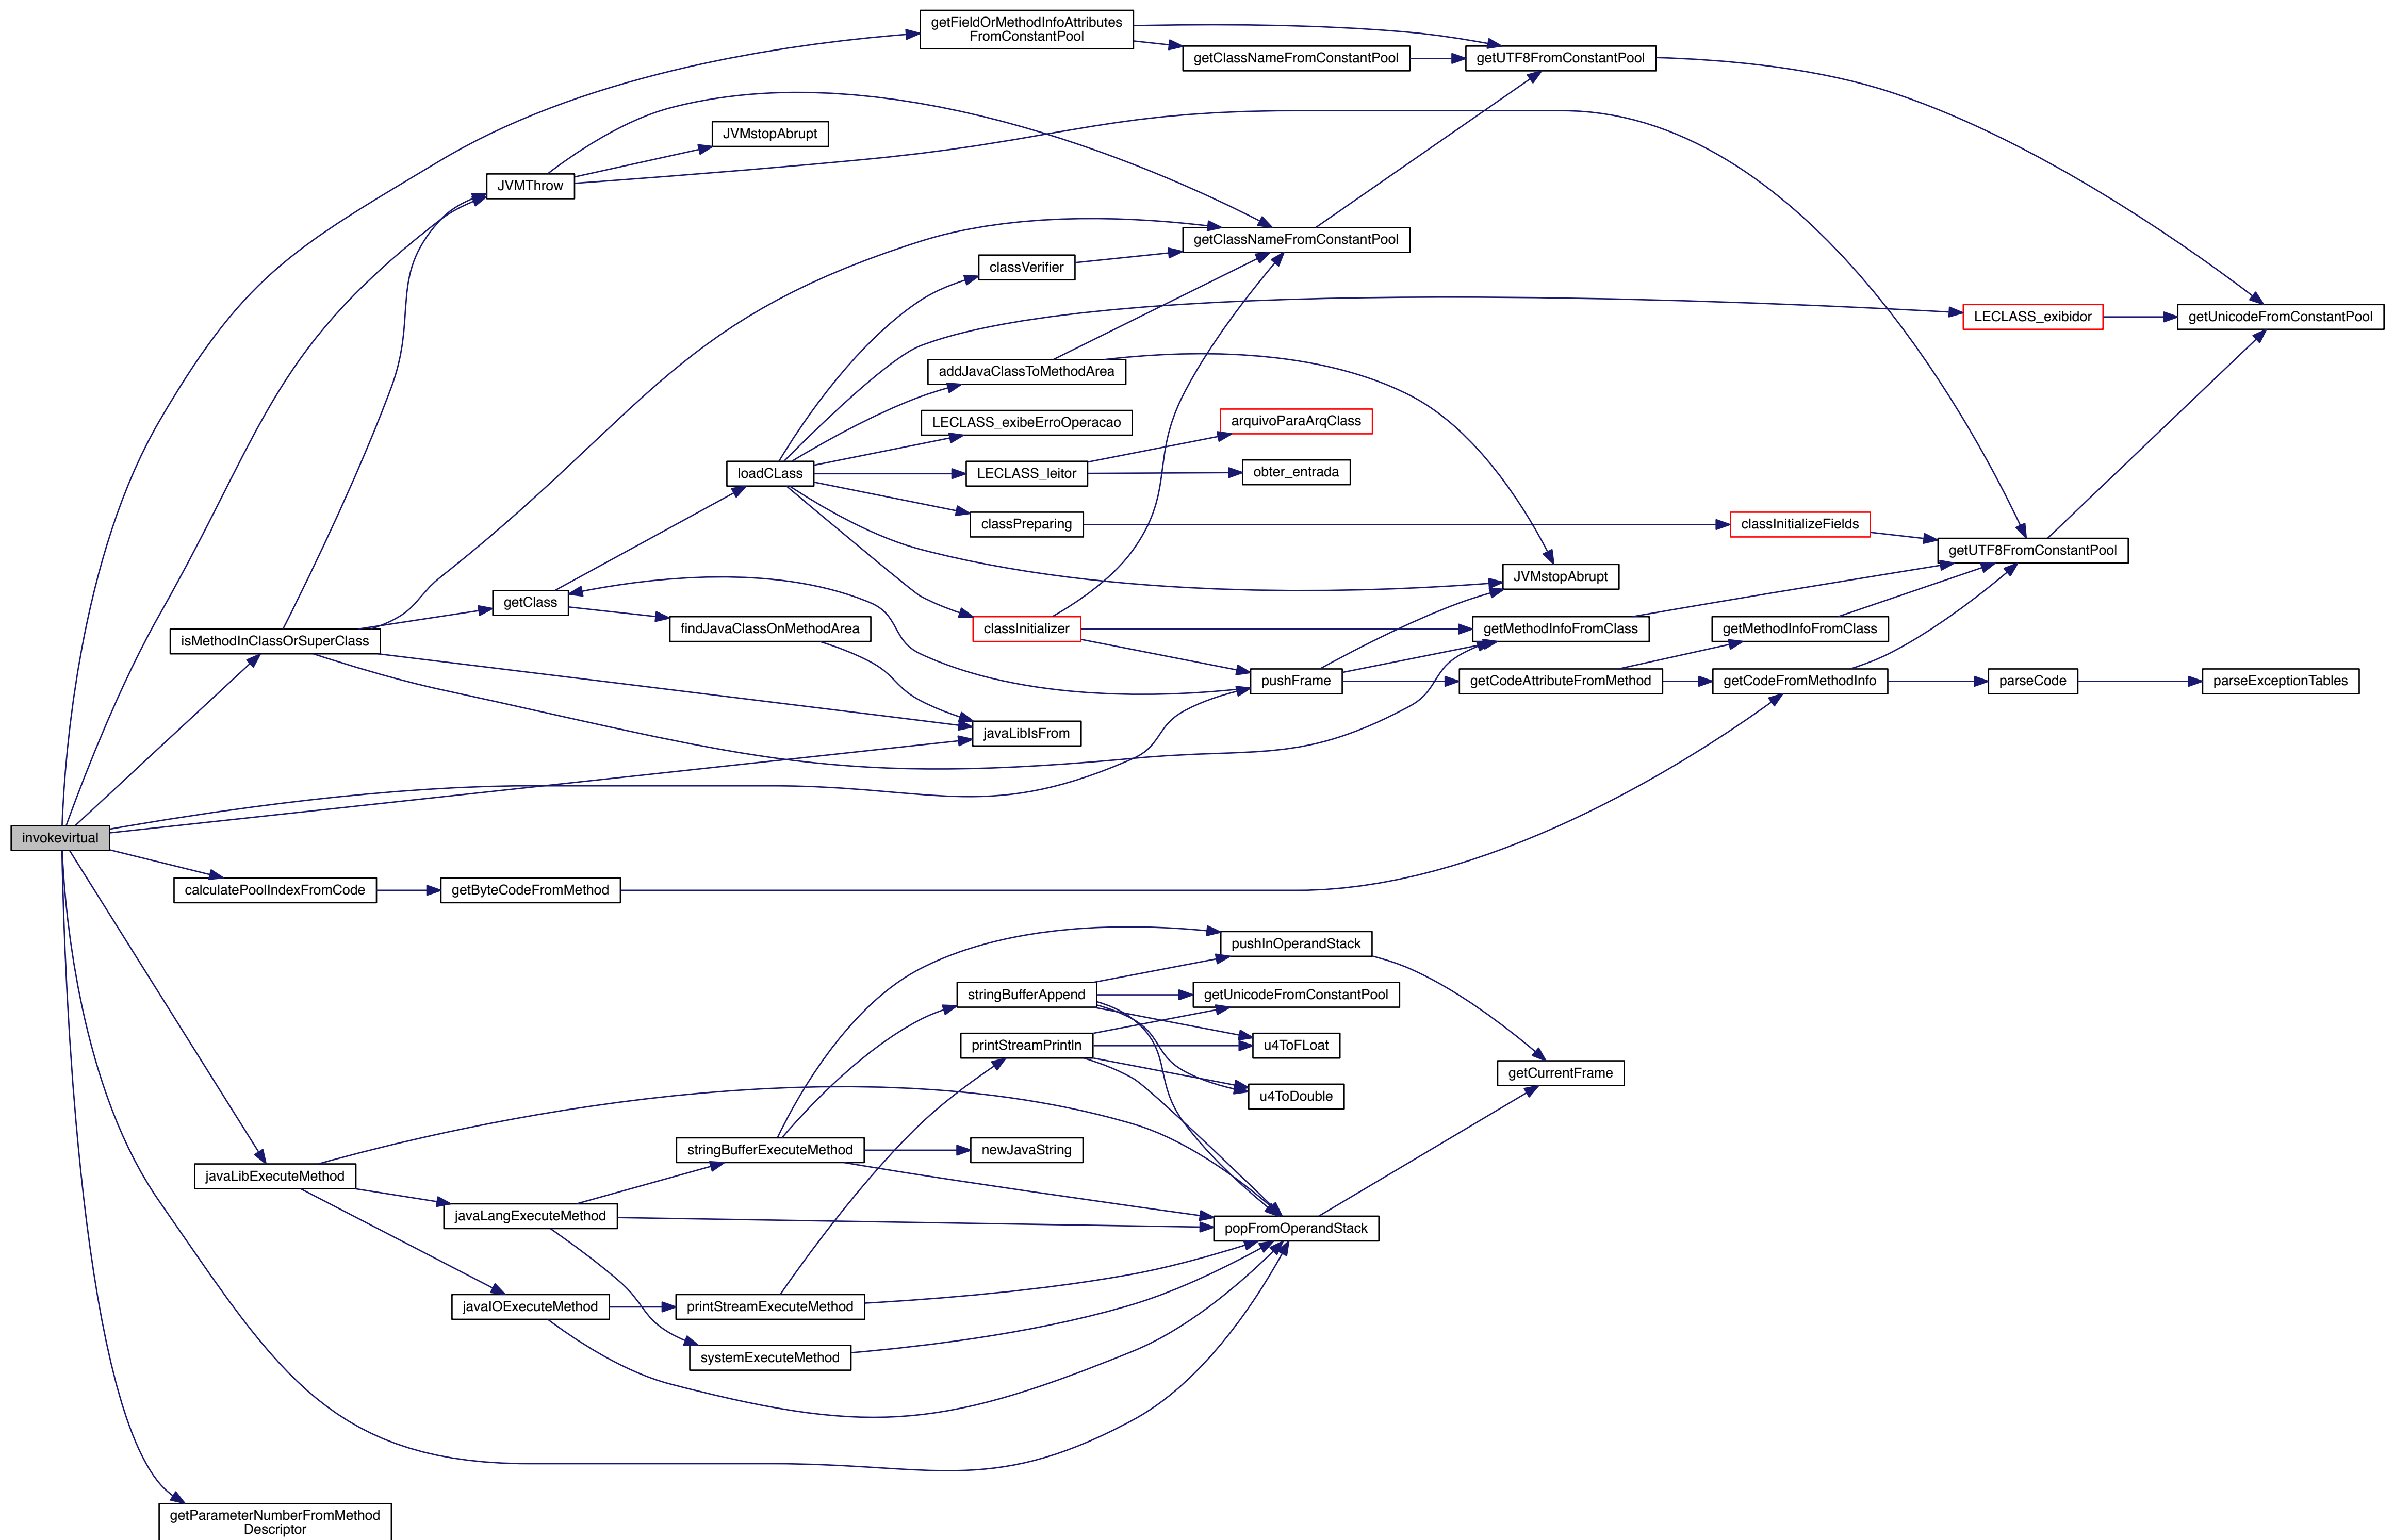 getFieldOrMethodInfoAttributes
FromConstantPool
getClassNameFromConstantPool
getUTF8FromConstantPool
JVMstopAbrupt
JVMThrow
getClassNameFromConstantPool
classVerifier
LECLASS_exibidor
getUnicodeFromConstantPool
addJavaClassToMethodArea
LECLASS_exibeErroOperacao
arquivoParaArqClass
loadCLass
LECLASS_leitor
obter_entrada
classPreparing
classInitializeFields
getUTF8FromConstantPool
JVMstopAbrupt
getClass
findJavaClassOnMethodArea
classInitializer
getMethodInfoFromClass
getMethodInfoFromClass
isMethodInClassOrSuperClass
pushFrame
getCodeAttributeFromMethod
getCodeFromMethodInfo
parseCode
parseExceptionTables
javaLibIsFrom
invokevirtual
calculatePoolIndexFromCode
getByteCodeFromMethod
pushInOperandStack
stringBufferAppend
getUnicodeFromConstantPool
printStreamPrintln
u4ToFLoat
getCurrentFrame
u4ToDouble
stringBufferExecuteMethod
newJavaString
javaLibExecuteMethod
javaLangExecuteMethod
popFromOperandStack
javaIOExecuteMethod
printStreamExecuteMethod
systemExecuteMethod
getParameterNumberFromMethod
Descriptor